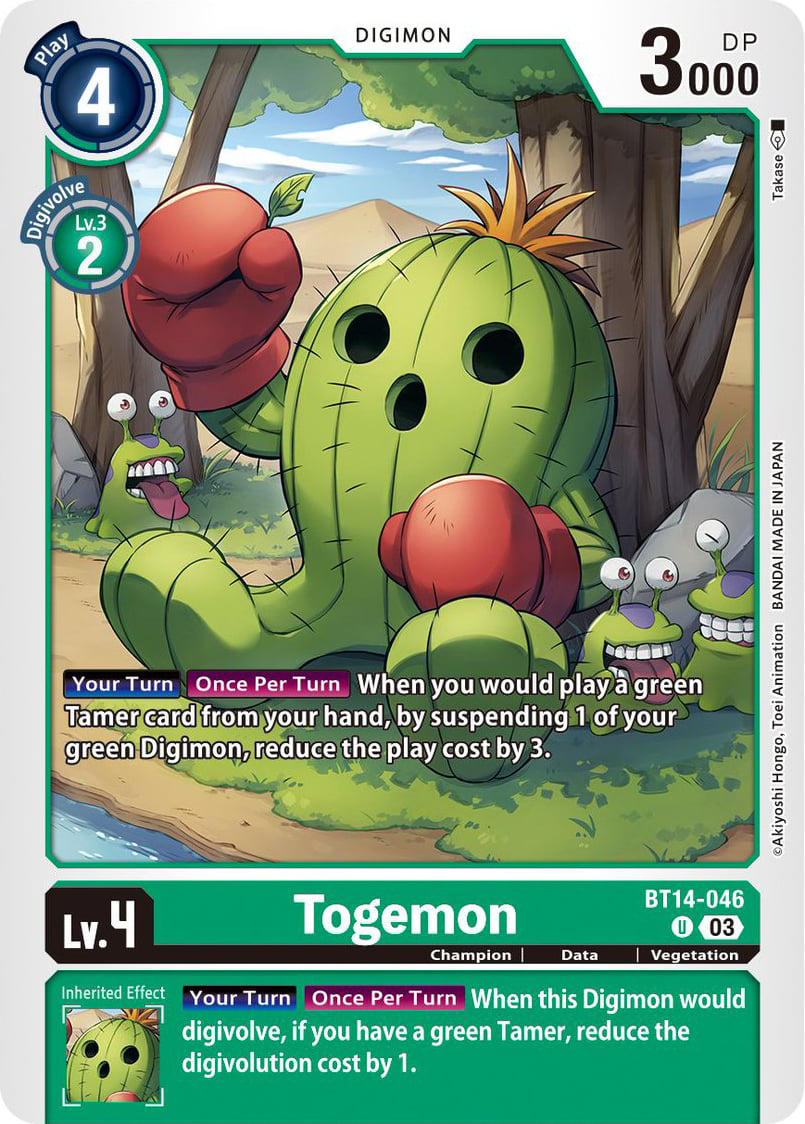 Play
4
DIGIMON
DP
3000
Digivolve
Lv.3
2
Takase
Your Turn Once Per Turn When you would play a green
Tamer card from your hand, by suspending 1 of your
green Digimon, reduce the play cost by 3.
©Akiyoshi Hongo, Toei Animation BANDAI MADE IN JAPAN
Lv.4
Togemon
BT14-046
U 03
Champion | Data | Vegetation
Inherited Effect
Your Turn Once Per Turn When this Digimon would
digivolve, if you have a green Tamer, reduce the
digivolution cost by 1.